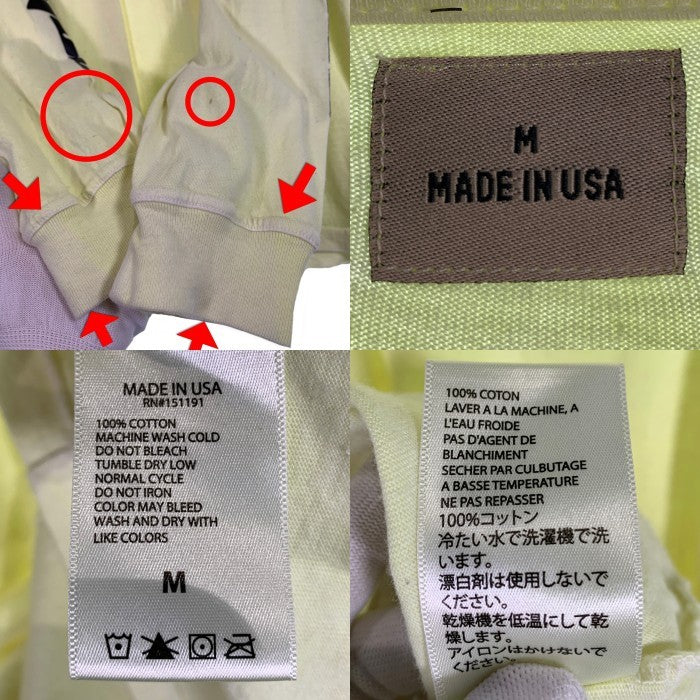 M
MADE IN USA
MADE IN USA
RN#151191
100% COTTON
MACHINE WASH COLD
DO NOT BLEACH
TUMBLE DRY LOW
NORMAL CYCLE
DO NOT IRON
COLOR MAY BLEED
WASH AND DRY WITH
LIKE COLORS
M
100% COTON
LAVER A LA MACHINE, A
L'EAU FROIDE
PAS D'AGENT DE
BLANCHIMENT
SECHER PAR CULBUTAGE
A BASSE TEMPERATURE
NE PAS REPASSER
100%コットン
冷たい水で洗濯機で洗
います。
漂白剤は使用しないで
ください。
乾燥機を低温にして乾
燥します。
アイロンはかけないで
ください。